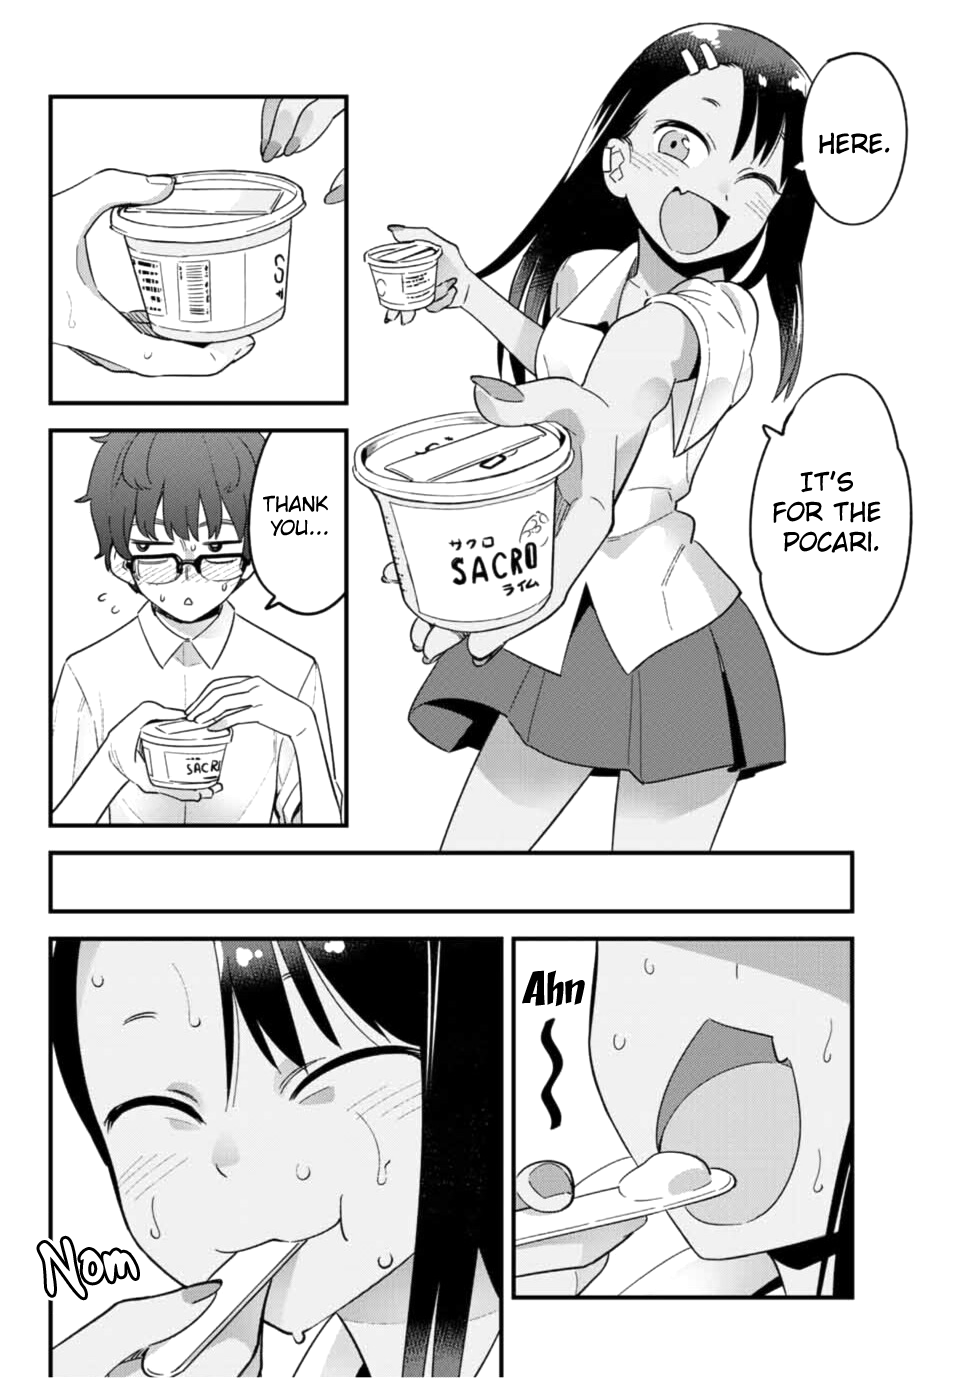 HERE.
IT'S
FOR THE
POCARI.
サクロ
SACRO
ライム
S
THANK
YOU...
SACR
Ahn
Nom